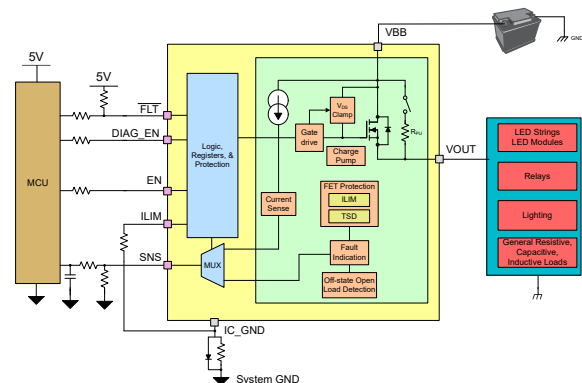 VBB
GND
5V
5V
FLT
DIAG_EN
EN
ILIM
SNS
MCU
Logic,
Registers, &
Protection
MUX
Current
Sense
Gate
drive
VDS
Clamp
Charge
Pump
RPU
FET Protection
ILIM
TSD
Fault
Indication
Off-state Open
Load Detection
VOUT
LED Strings
LED Modules
Relays
Lighting
General Resistive,
Capacitive,
Inductive Loads
IC_GND
System GND